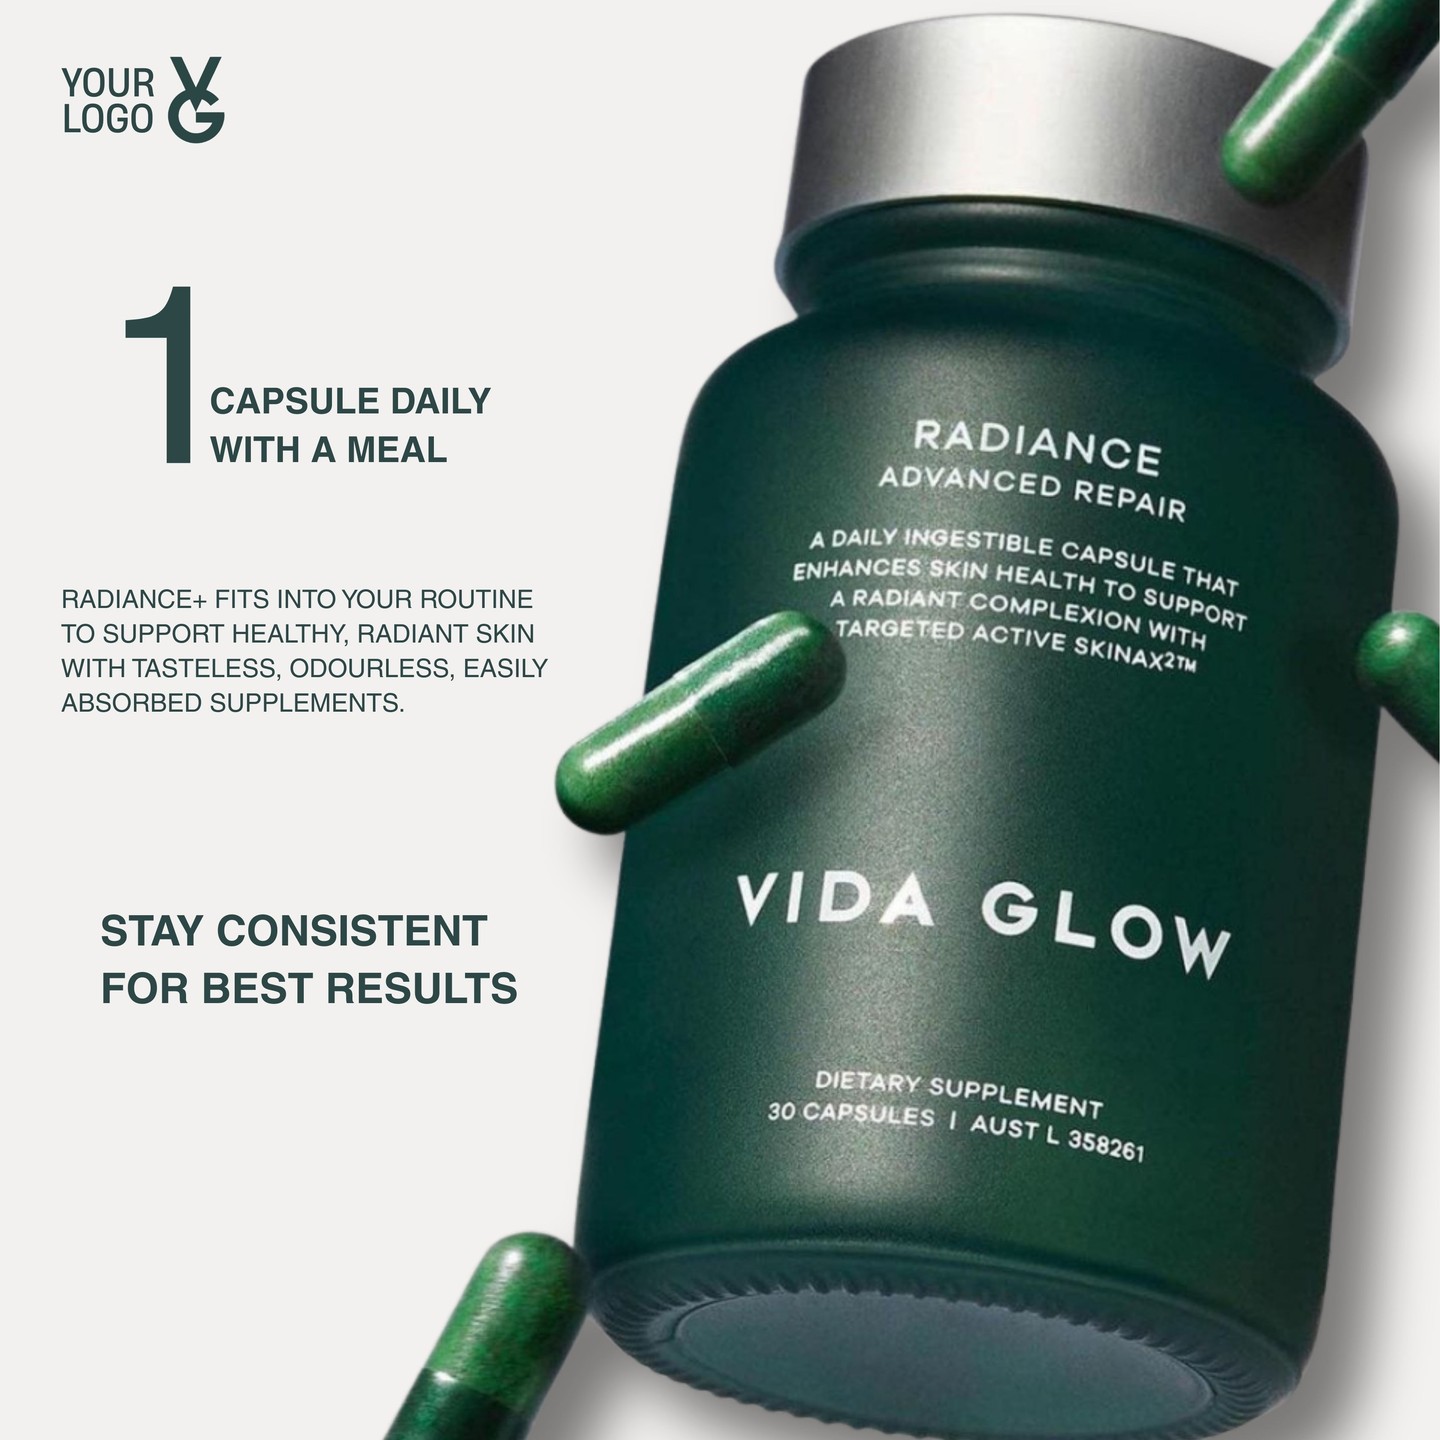 YOUR
LOGO
VG
1
CAPSULE DAILY
WITH A MEAL
RADIANCE+ FITS INTO YOUR ROUTINE
TO SUPPORT HEALTHY, RADIANT SKIN
WITH TASTELESS, ODOURLESS, EASILY
ABSORBED SUPPLEMENTS.
STAY CONSISTENT
FOR BEST RESULTS
RADIANCE
ADVANCED REPAIR
A DAILY INGESTIBLE CAPSULE THAT
ENHANCES SKIN HEALTH TO SUPPORT
A RADIANT COMPLEXION WITH
TARGETED ACTIVE SKINAX2™
VIDA GLOW
DIETARY SUPPLEMENT
30 CAPSULES | AUST L 358261